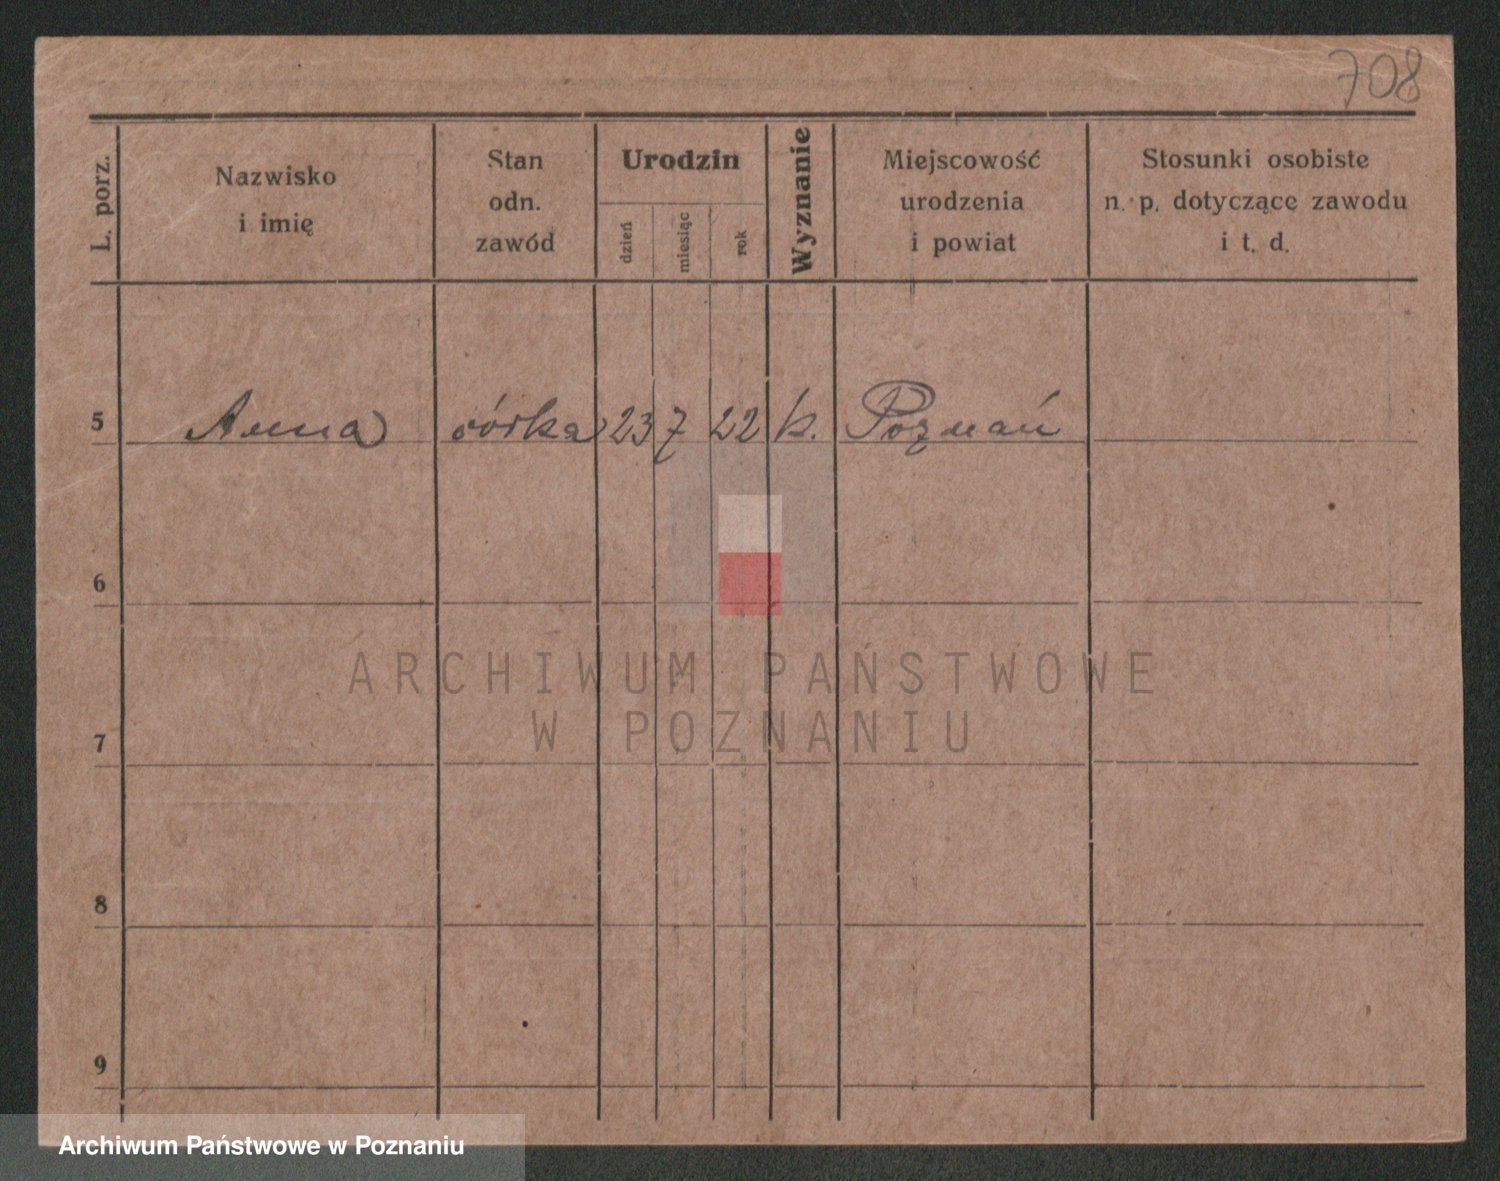 708
L. porz.
Nazwisko
i imię
Stan
odn.
zawód
Urodzin
dzień
miesiąc
rok
Wyznanie
Miejscowość
urodzenia
i powiat
Stosunki osobiste
n. p. dotyczące zawodu
i t. d.
5 Anna córka 23 7 22 k. Poznań
6
ARCHIWUM PAŃSTWOWE
W POZNANIU
7
8
9
Archiwum Państwowe w Poznaniu